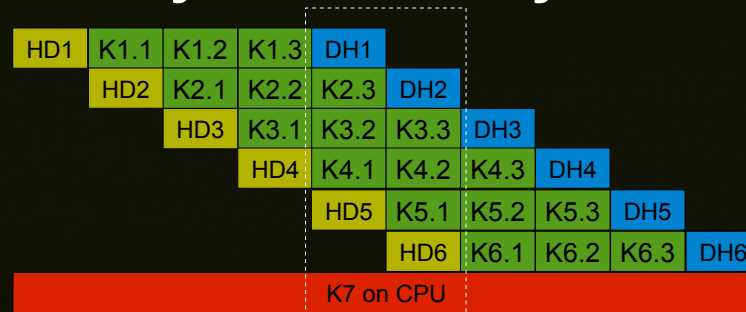 HD1 K1.1 K1.2 K1.3 DH1
HD2 K2.1 K2.2 K2.3 DH2
HD3 K3.1 K3.2 K3.3 DH3
HD4 K4.1 K4.2 K4.3 DH4
HD5 K5.1 K5.2 K5.3 DH5
HD6 K6.1 K6.2 K6.3 DH6
K7 on CPU